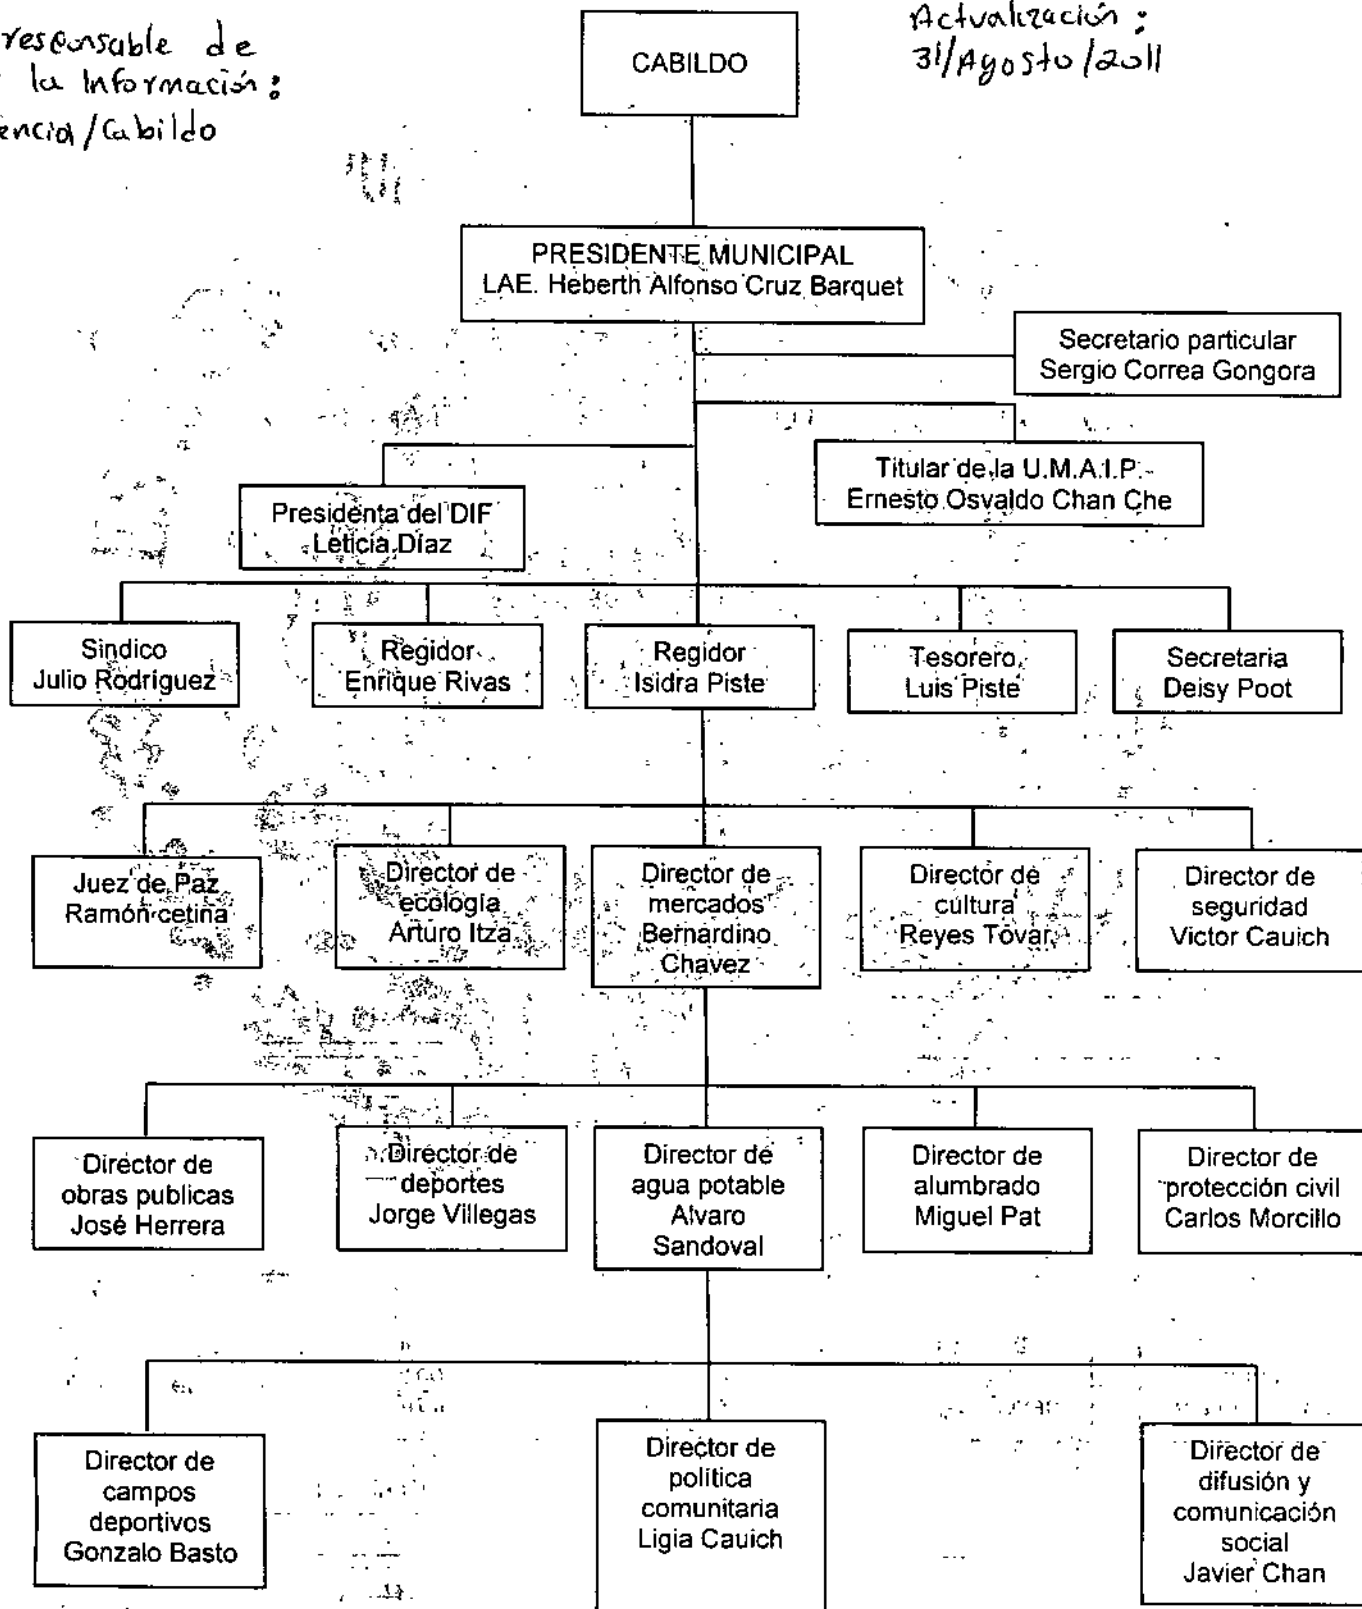 responsable de
la Información:
/Cabildo
Actualización:
31/Agosto/2011
CABILDO
PRESIDENTE MUNICIPAL
LAE. Heberth Alfonso Cruz Barquet
Secretario particular
Sergio Correa Gongora
Titular de la U.M.A.I.P.
Ernesto Osvaldo Chan Che
Presidenta del DIF
Leticia Díaz
Sindico
Julio Rodríguez
Regidor
Enrique Rivas
Regidor
Isidra Piste
Tesorero
Luis Piste
Secretaria
Deisy Poot
Juez de Paz
Ramón cetina
Director de
ecología
Arturo Itza
Director de
mercados
Bernardino
Chavez
Director de
cultura
Reyes Tovar
Director de
seguridad
Victor Cauich
Director de
obras publicas
José Herrera
Director de
deportes
Jorge Villegas
Director de
agua potable
Alvaro
Sandoval
Director de
alumbrado
Miguel Pat
Director de
protección civil
Carlos Morcillo
Director de
campos
deportivos
Gonzalo Basto
Director de
política
comunitaria
Ligia Cauich
Director de
difusión y
comunicación
social
Javier Chan